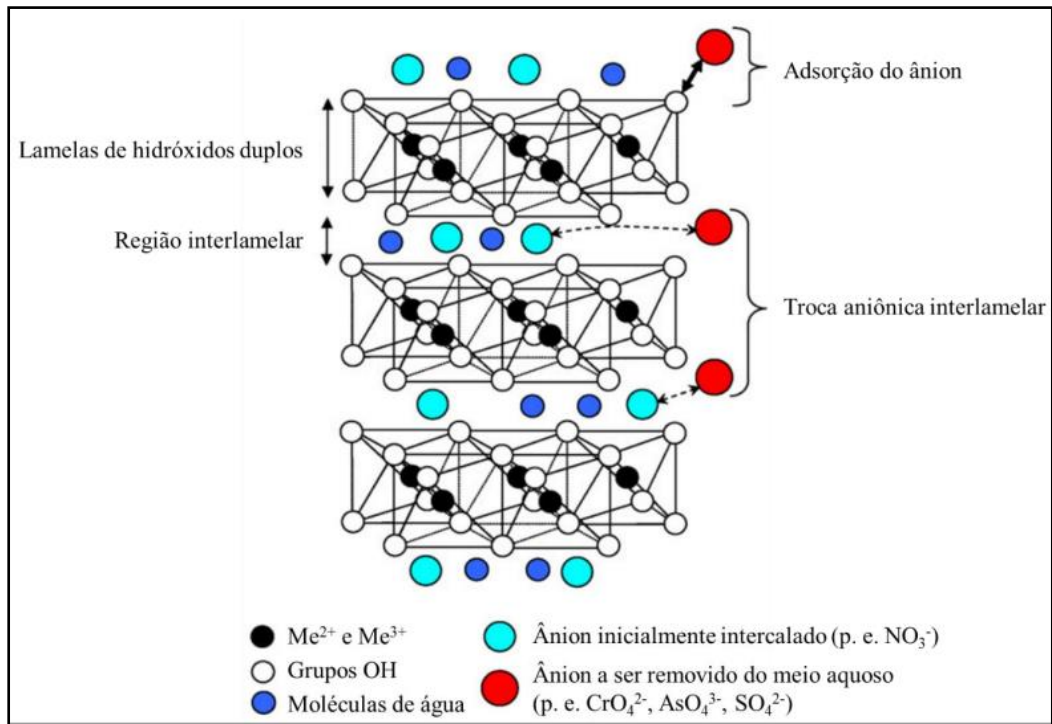 Adsorção do ânion
Lamelas de hidróxidos duplos
Região interlamelar
Troca aniônica interlamelar
Me²⁺ e Me³⁺
Grupos OH
Moléculas de água
Ânion inicialmente intercalado (p. e. NO₃⁻)
Ânion a ser removido do meio aquoso
(p. e. CrO₄²⁻, AsO₄³⁻, SO₄²⁻)